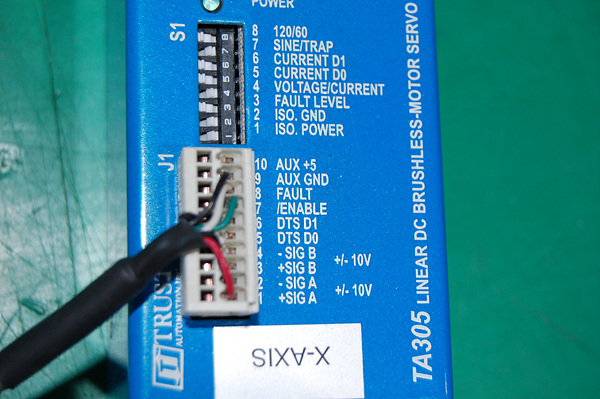 POWER
S1
8 120/60
7 SINE/TRAP
6 CURRENT D1
5 CURRENT D0
4 VOLTAGE/CURRENT
3 FAULT LEVEL
2 ISO. GND
1 ISO. POWER
1 2 3 4 5 6 7 8
J1
10 AUX +5
9 AUX GND
8 FAULT
7 /ENABLE
6 DTS D1
5 DTS D0
4 - SIG B
3 +SIG B
+/- 10V
2 - SIG A
1 +SIG A
+/- 10V
TRUST
AUTOMATION,
TA305 LINEAR DC BRUSHLESS-MOTOR SERVO
X-AXIS